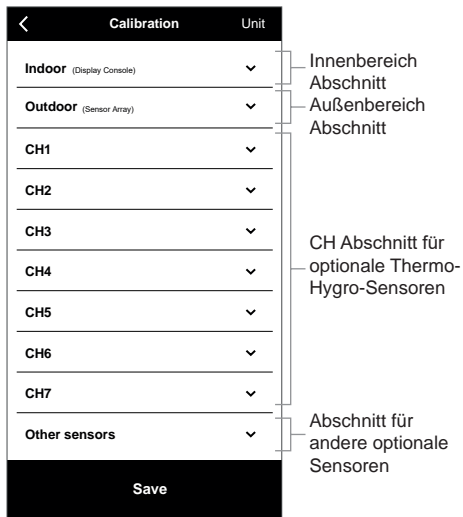 Calibration Unit
Indoor (Display Console)
Outdoor (Sensor Array)
CH1
CH2
CH3
CH4
CH5
CH6
CH7
Other sensors
Save
Innenbereich
Abschnitt
Außenbereich
Abschnitt
CH Abschnitt für
optionale Thermo-
Hygro-Sensoren
Abschnitt für
andere optionale
Sensoren